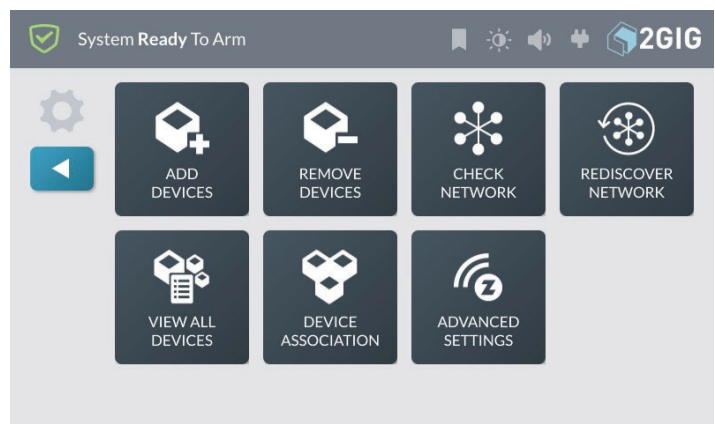 System Ready To Arm
2GIG
ADD
DEVICES
REMOVE
DEVICES
CHECK
NETWORK
REDISCOVER
NETWORK
VIEW ALL
DEVICES
DEVICE
ASSOCIATION
ADVANCED
SETTINGS